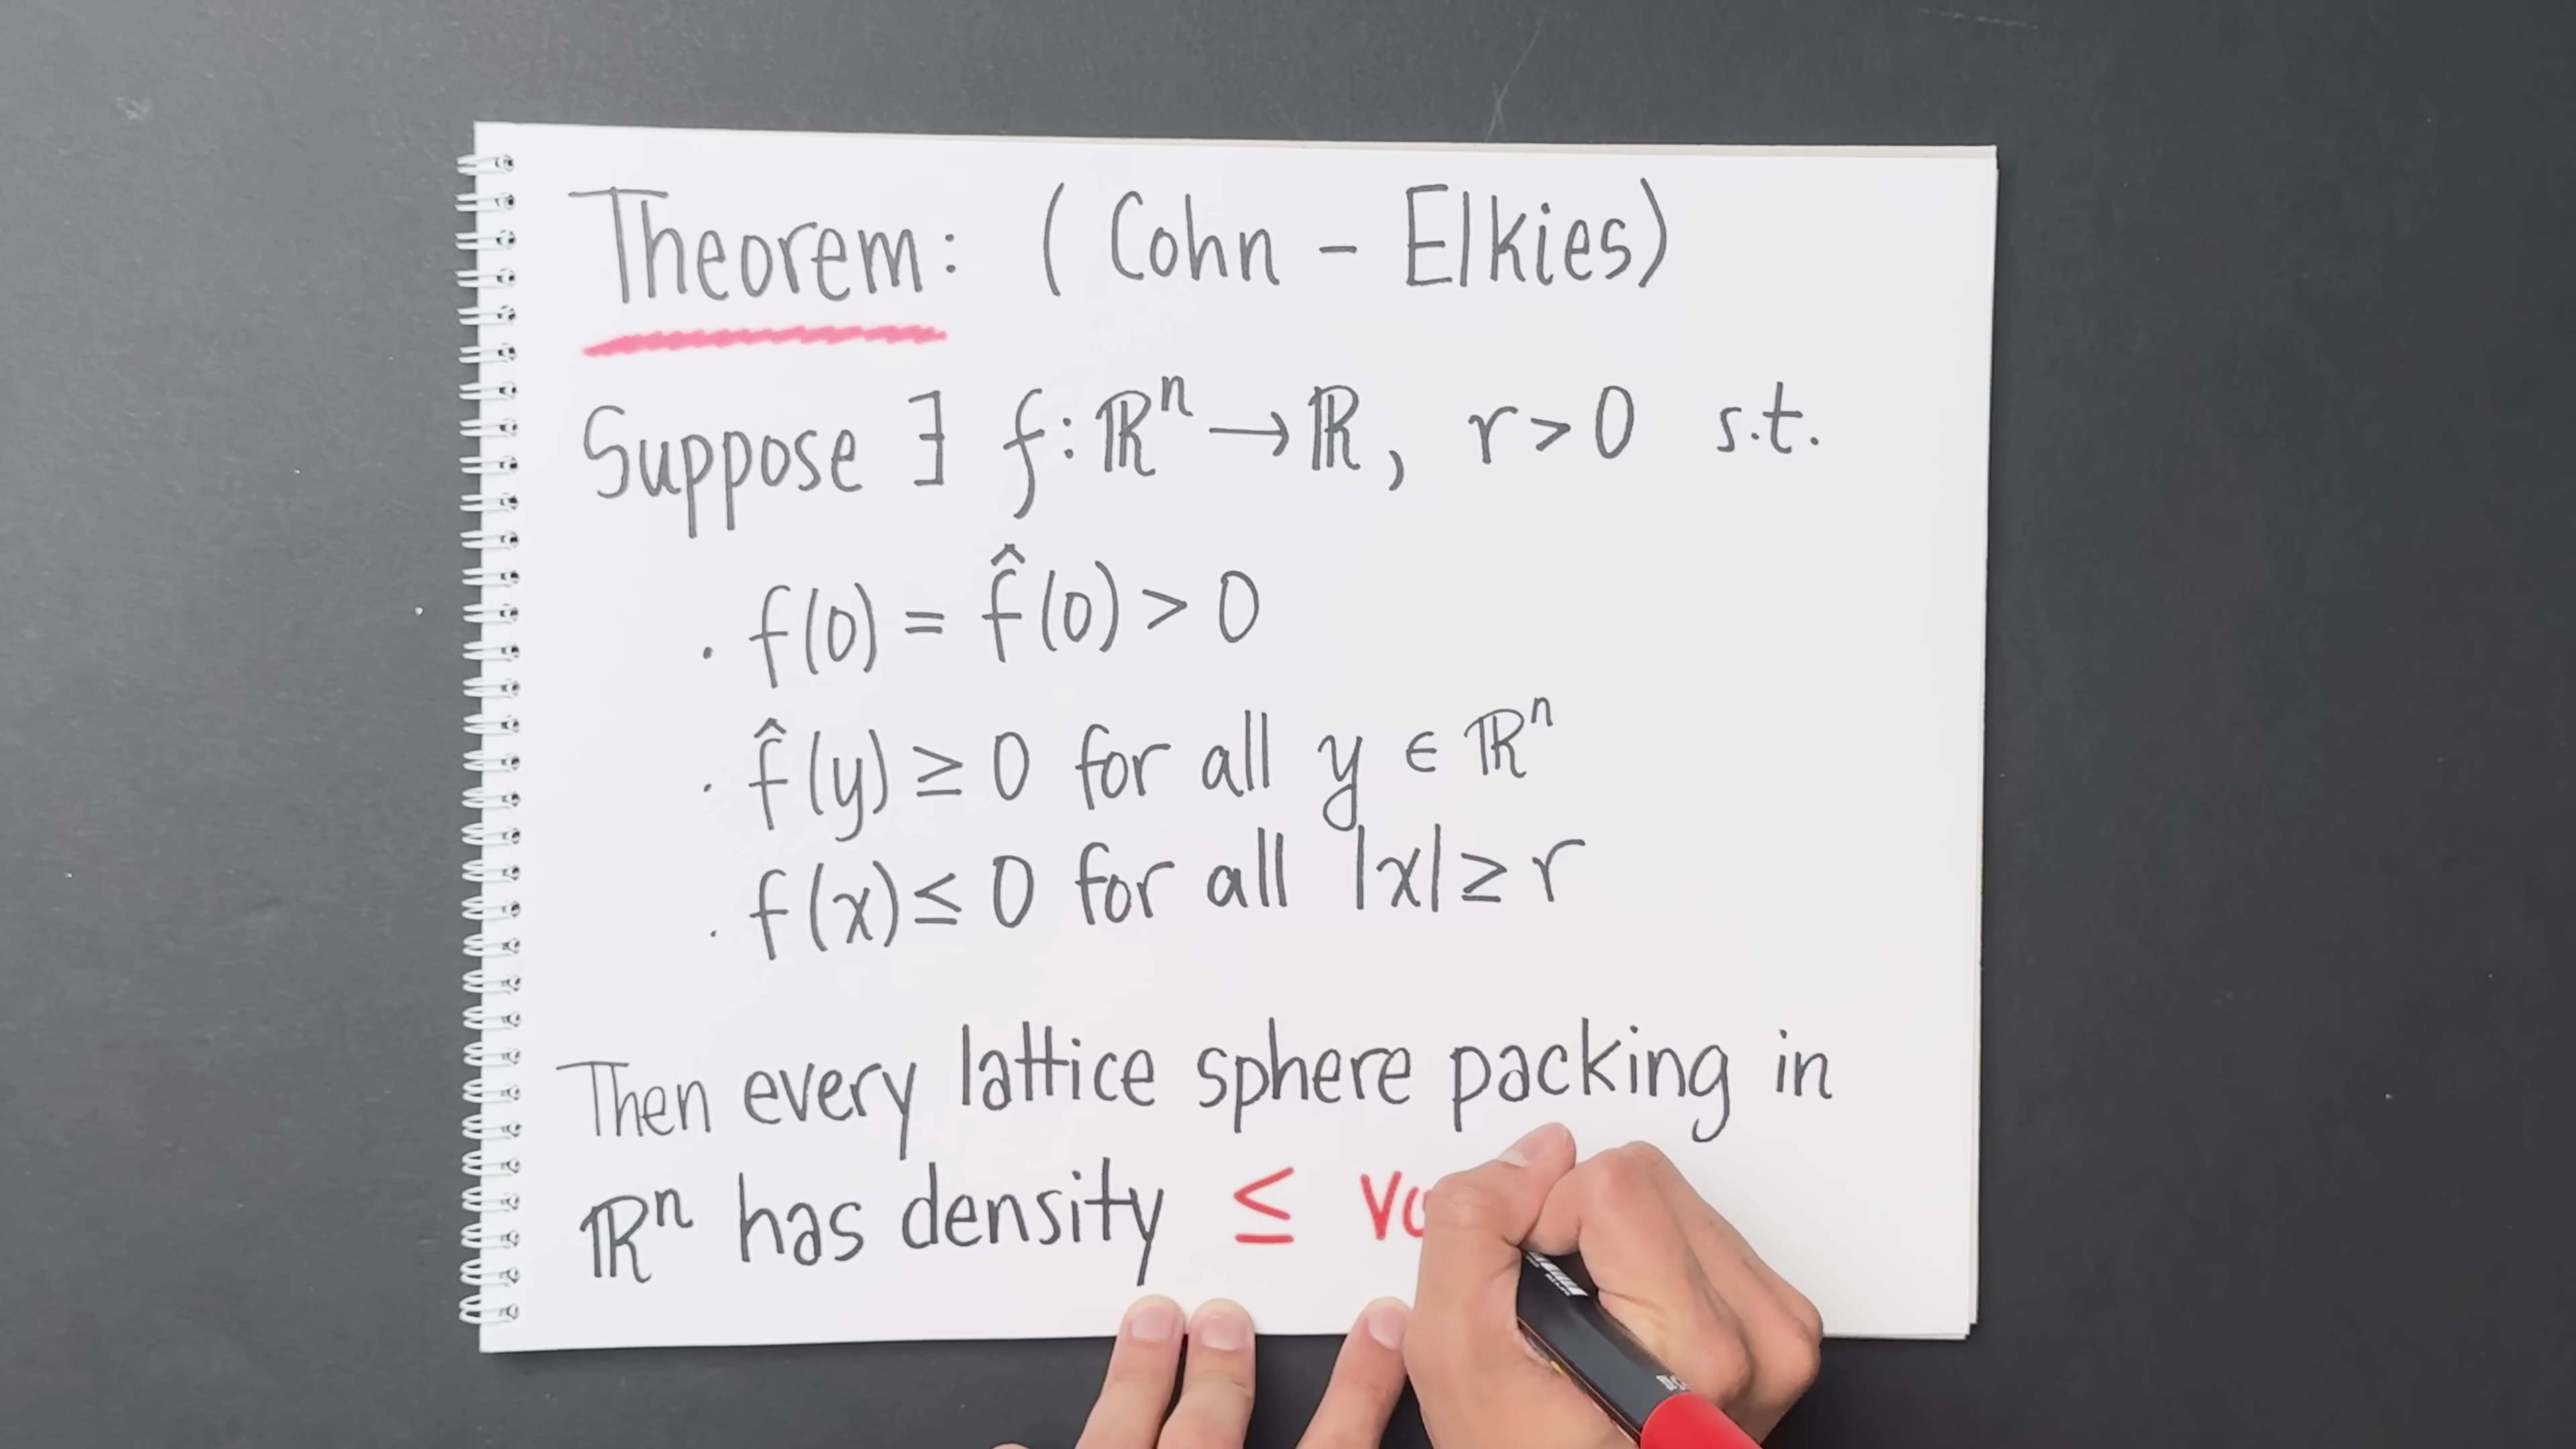 Theorem: (Cohn - Elkies)
Suppose ∃ f: ℝⁿ → ℝ, r > 0 s.t.
· f(0) = f̂(0) > 0
· f̂(y) ≥ 0 for all y ∈ ℝⁿ
· f(x) ≤ 0 for all |x| ≥ r
Then every lattice sphere packing in
ℝⁿ has density ≤